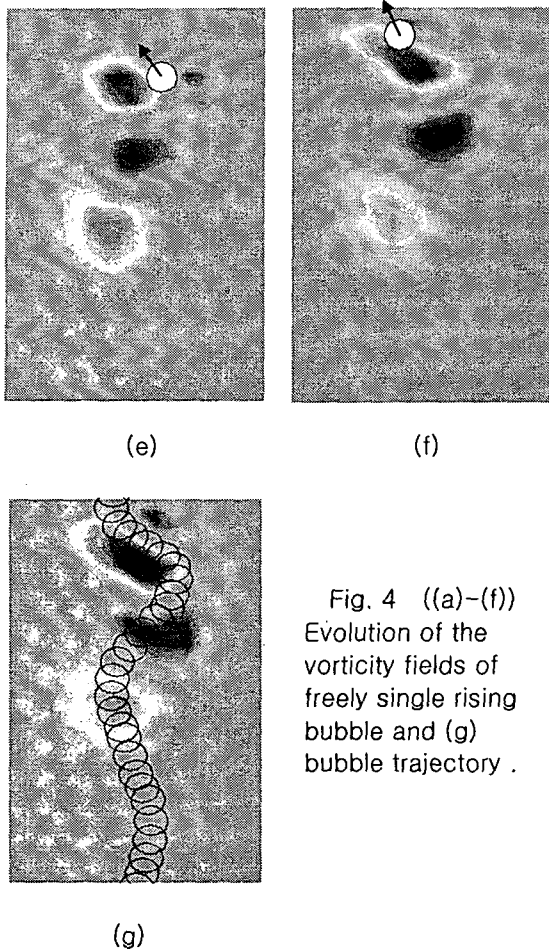 (e)
(f)
Fig. 4 ((a)-(f))
Evolution of the
vorticity fields of
freely single rising
bubble and (g)
bubble trajectory .
(g)